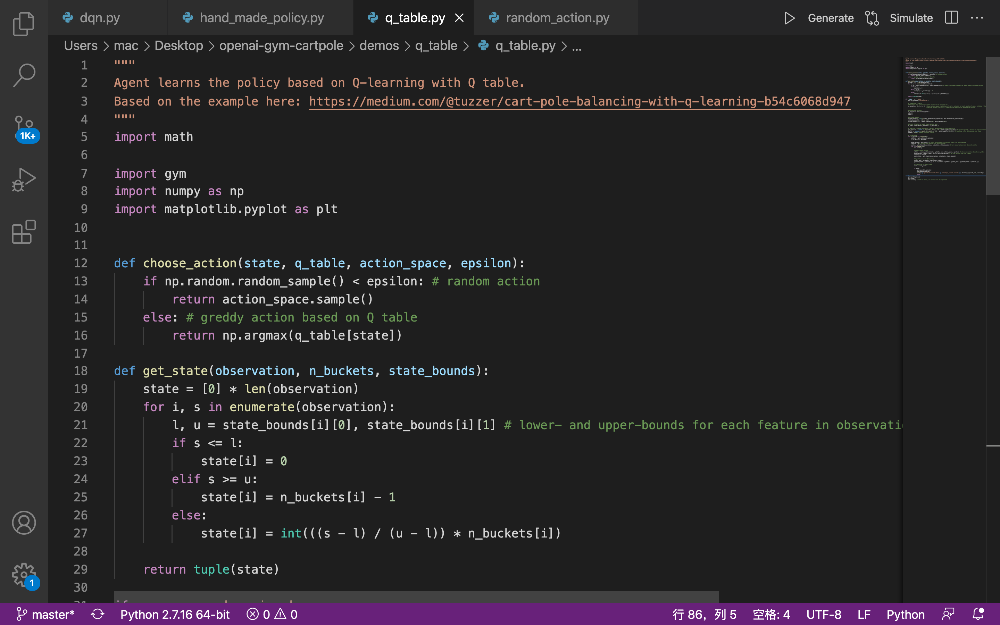 dqn.py hand_made_policy.py q_table.py random_action.py Generate Simulate
Users > mac > Desktop > openai-gym-cartpole > demos > q_table > q_table.py > ...
1K+
1
1 """
2 Agent learns the policy based on Q-learning with Q table.
3 Based on the example here: https://medium.com/@tuzzer/cart-pole-balancing-with-q-learning-b54c6068d947
4 """
5 import math
6
7 import gym
8 import numpy as np
9 import matplotlib.pyplot as plt
10
11
12 def choose_action(state, q_table, action_space, epsilon):
13     if np.random.random_sample() < epsilon: # random action
14         return action_space.sample()
15     else: # greddy action based on Q table
16         return np.argmax(q_table[state])
17
18 def get_state(observation, n_buckets, state_bounds):
19     state = [0] * len(observation)
20     for i, s in enumerate(observation):
21         l, u = state_bounds[i][0], state_bounds[i][1] # lower- and upper-bounds for each feature in observati
22         if s <= l:
23             state[i] = 0
24         elif s >= u:
25             state[i] = n_buckets[i] - 1
26         else:
27             state[i] = int(((s - l) / (u - l)) * n_buckets[i])
28
29     return tuple(state)
30
master* Python 2.7.16 64-bit 0 0 行 86，列 5 空格: 4 UTF-8 LF Python